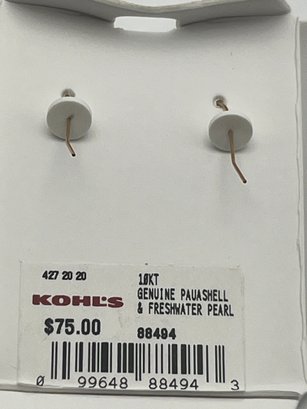 427 20 20
10KT
KOHL'S
GENUINE PAUASHELL
& FRESHWATER PEARL
$75.00
88494
0 99648 88494 3